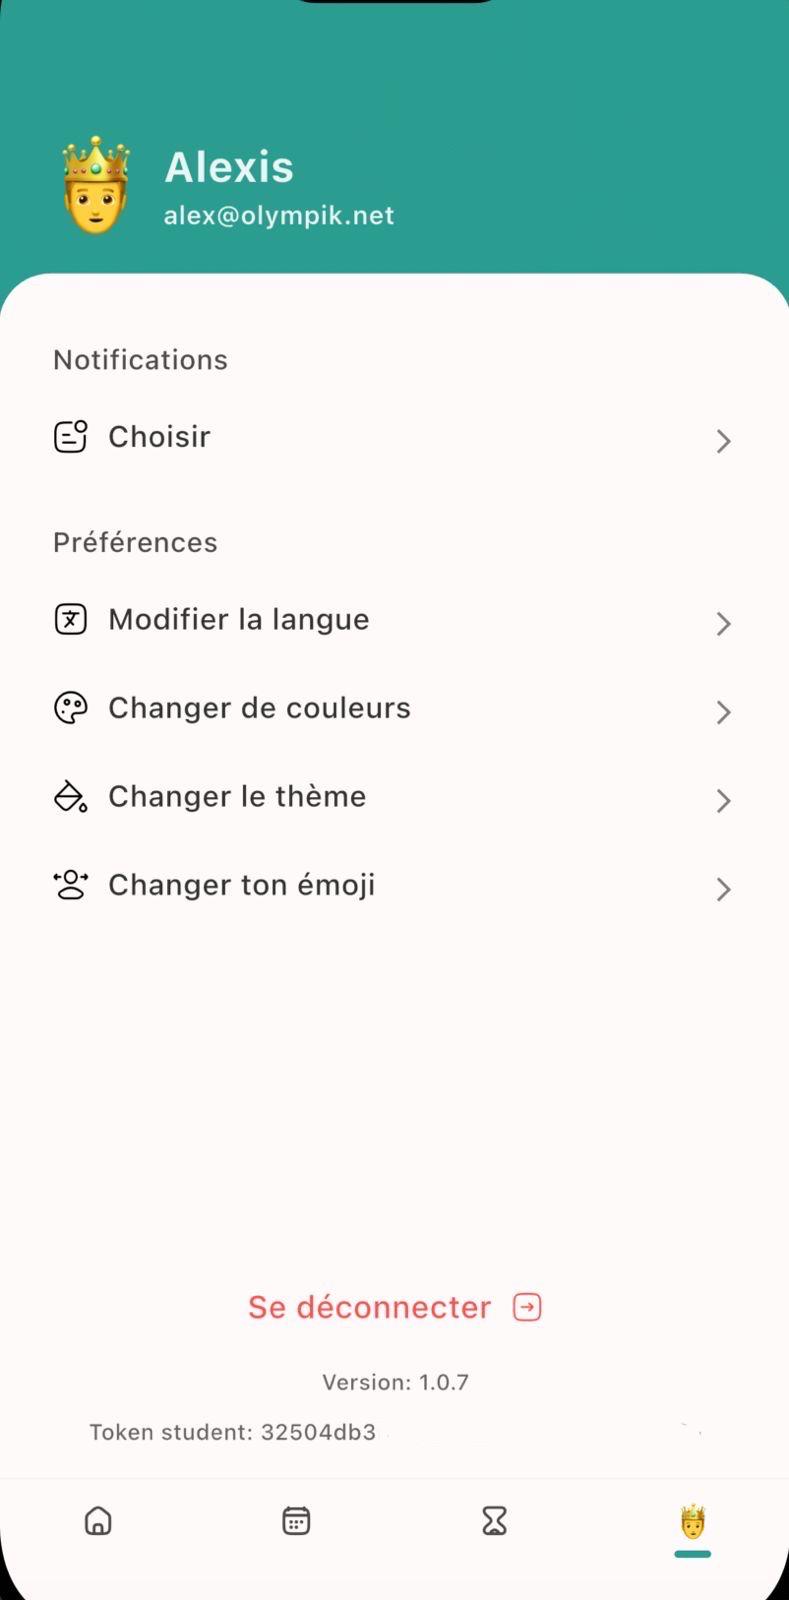 Alexis
alex@olympik.net
Notifications
Choisir
Préférences
Modifier la langue
Changer de couleurs
Changer le thème
Changer ton émoji
Se déconnecter
Version: 1.0.7
Token student: 32504db3